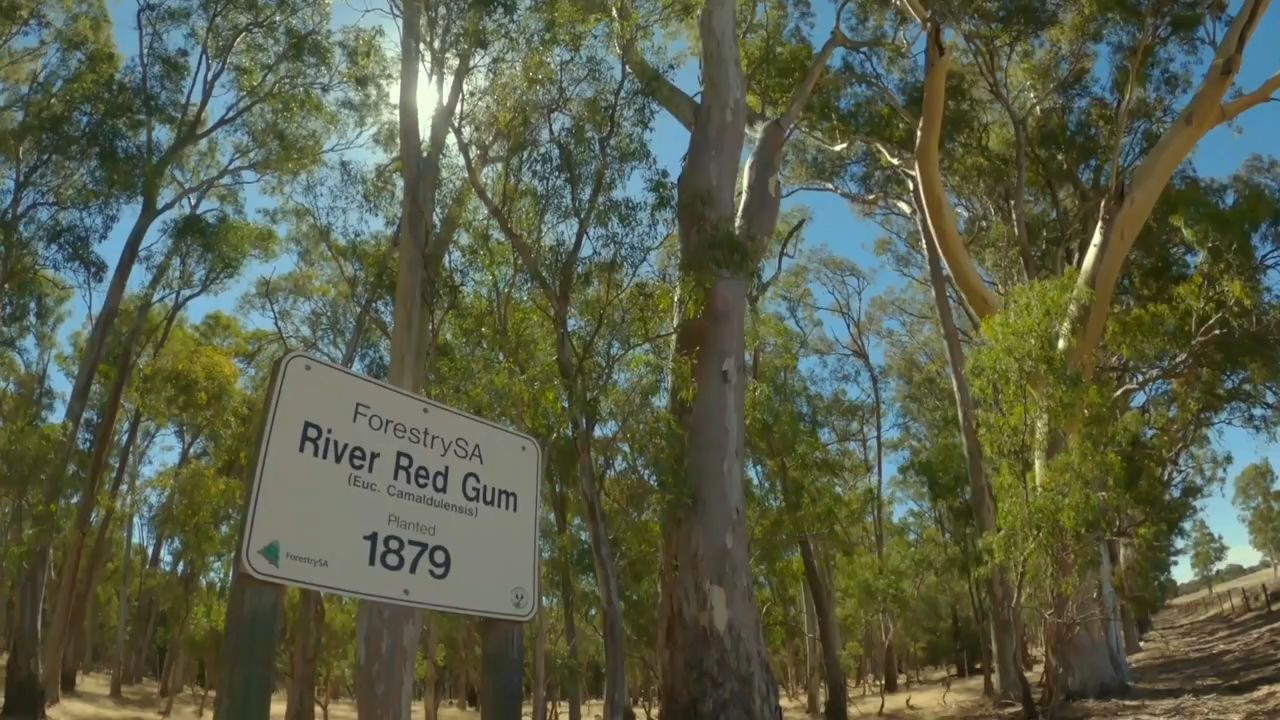 ForestrySA
River Red Gum
(Euc. Camaldulensis)
Planted
1879
ForestrySA